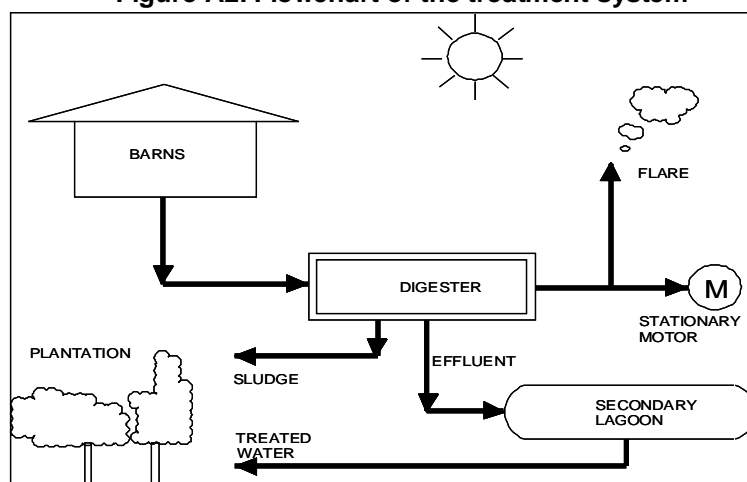 Figure A2. Flowchart of the treatment system
BARNS
FLARE
DIGESTER
M
STATIONARY
MOTOR
PLANTATION
EFFLUENT
SLUDGE
SECONDARY
LAGOON
TREATED
WATER